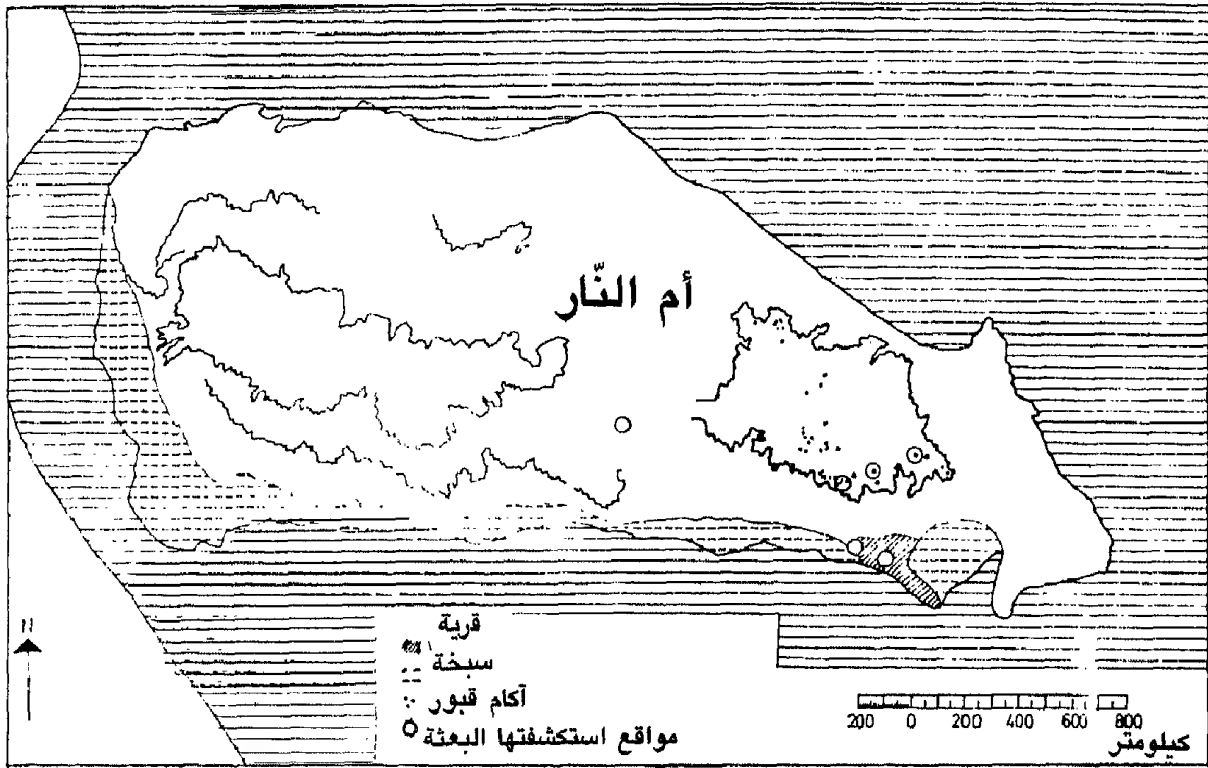 أم النّار
N
قرية
سبخة
آكام قبور
مواقع استكشفتها البعثة
200 0 200 400 600 800
كيلومتر